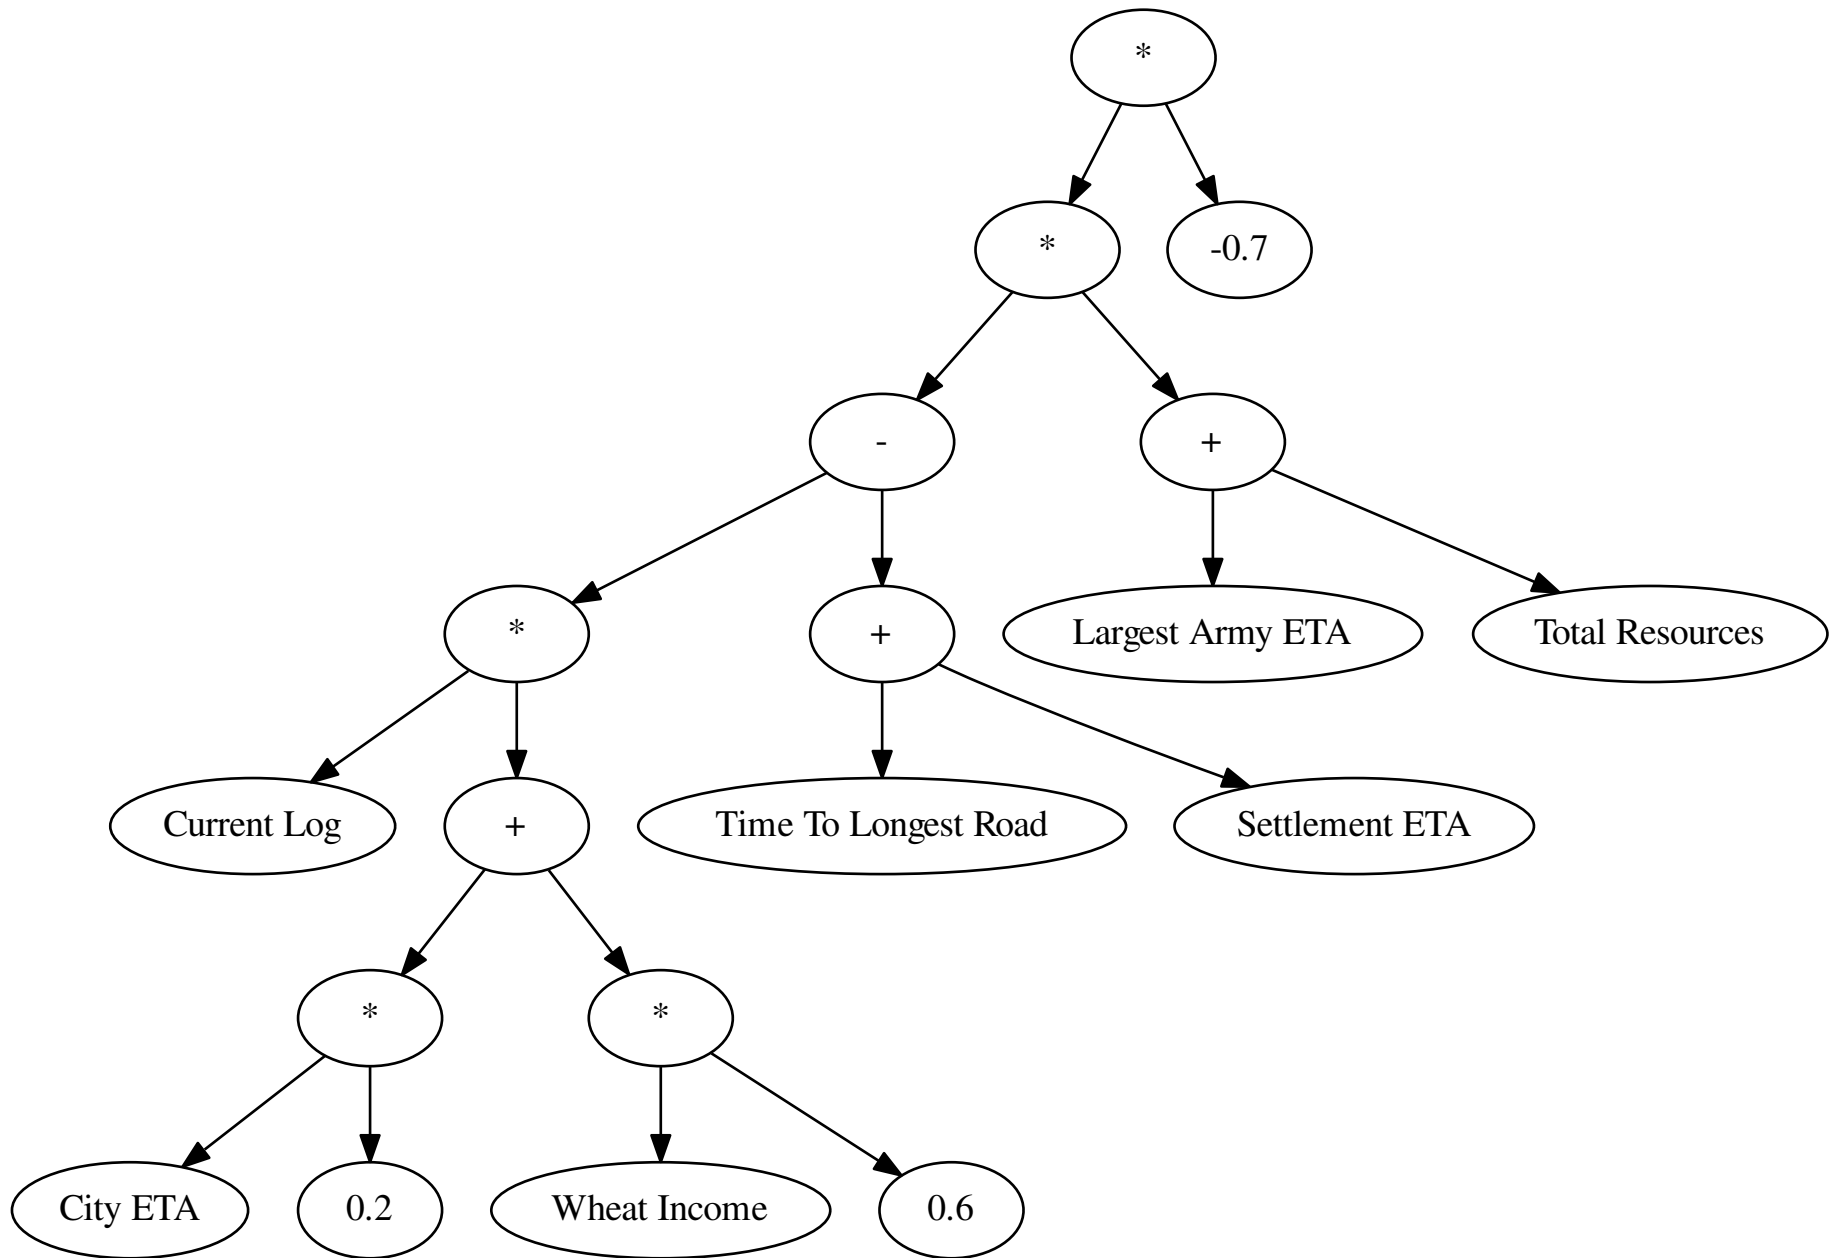 *
*
-0.7
-
+
*
+
Largest Army ETA
Total Resources
Current Log
+
Time To Longest Road
Settlement ETA
*
*
City ETA
0.2
Wheat Income
0.6